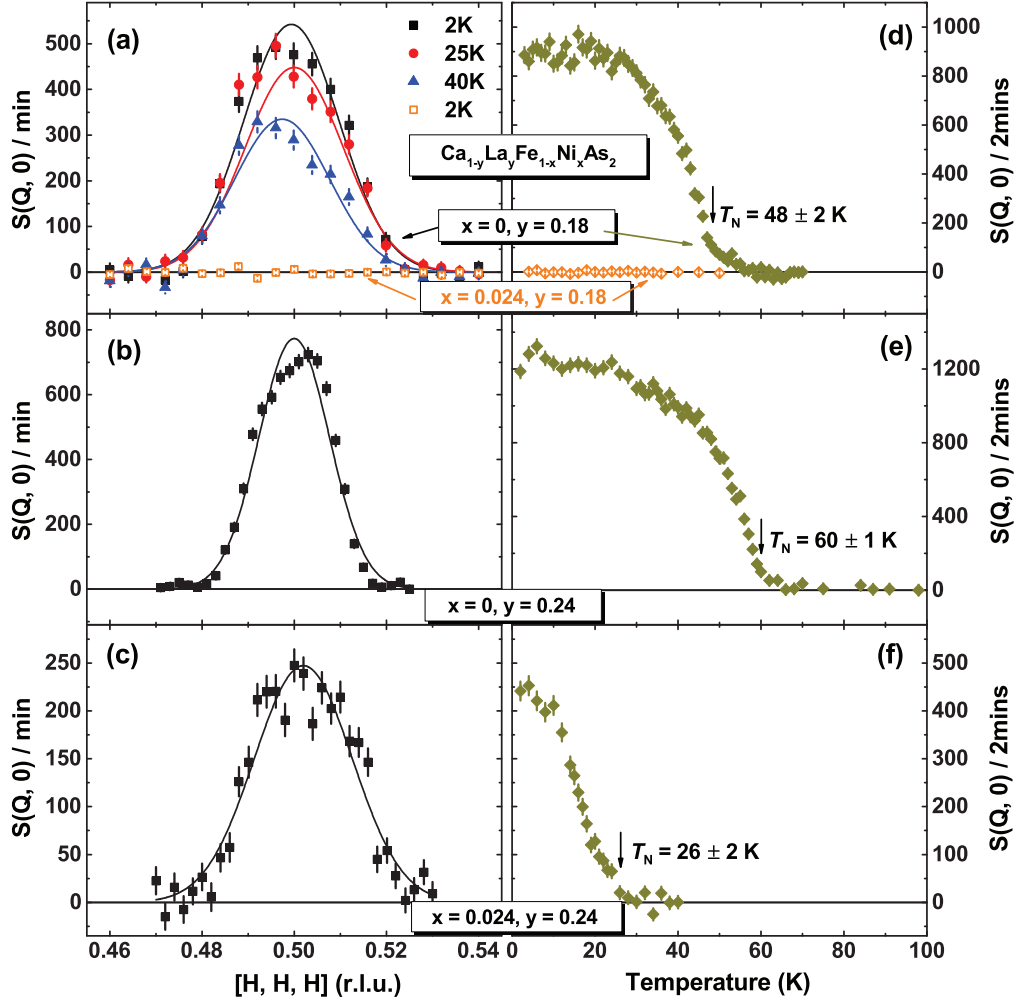 (a)
2K
25K
40K
2K
Ca1-yLayFe1-xNixAs2
x = 0, y = 0.18
x = 0.024, y = 0.18
S(Q, 0) / min
500
400
300
200
100
0
(d)
TN = 48 ± 2 K
1000
800
600
400
200
0
S(Q, 0) / 2mins
(b)
S(Q, 0) / min
800
600
400
200
0
x = 0, y = 0.24
(e)
TN = 60 ± 1 K
1200
800
400
0
S(Q, 0) / 2mins
(c)
S(Q, 0) / min
250
200
150
100
50
0
x = 0.024, y = 0.24
(f)
TN = 26 ± 2 K
500
400
300
200
100
0
S(Q, 0) / 2mins
0.46 0.48 0.50 0.52 0.54
[H, H, H] (r.l.u.)
0 20 40 60 80 100
Temperature (K)